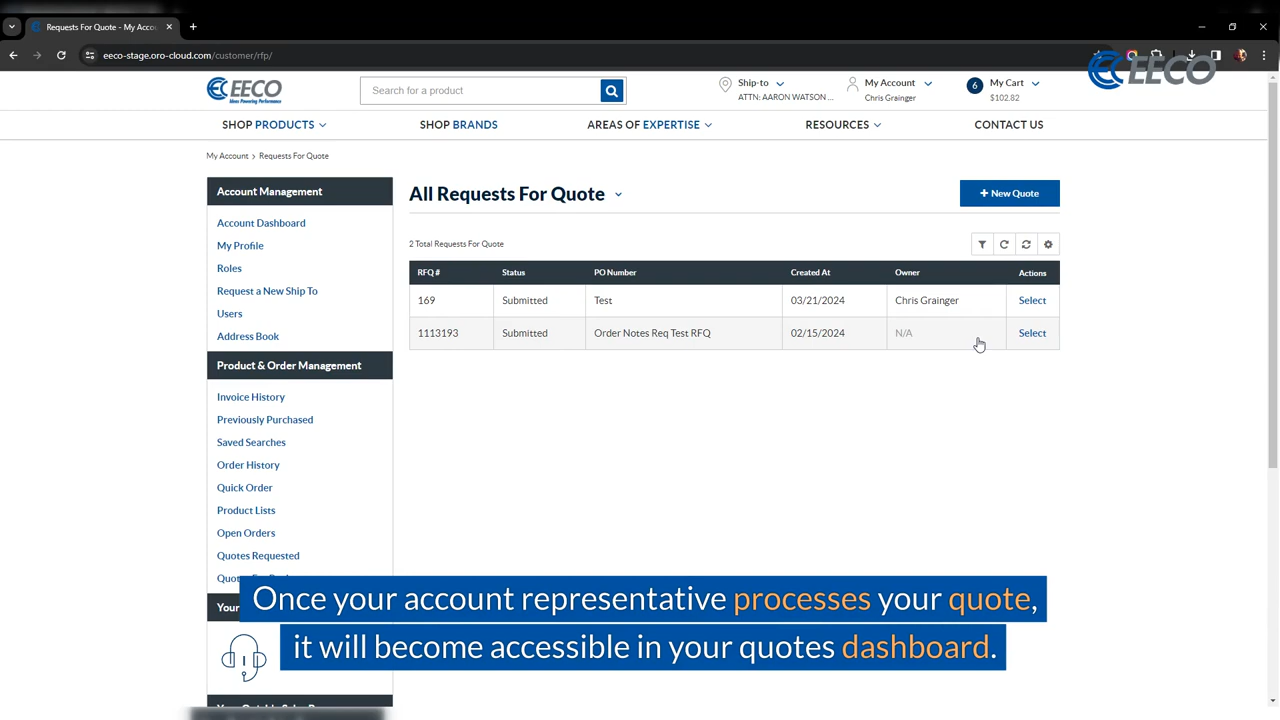 Requests For Quote - My Acco
eeco-stage.oro-cloud.com/customer/rfp/
EECO
EECO
Ideas Powering Performance
Search for a product
Ship-to
ATTN: AARON WATSON ...
My Account
Chris Grainger
6
My Cart
$102.82
SHOP PRODUCTS
SHOP BRANDS
AREAS OF EXPERTISE
RESOURCES
CONTACT US
My Account > Requests For Quote
Account Management
Account Dashboard
My Profile
Roles
Request a New Ship To
Users
Address Book
Product & Order Management
Invoice History
Previously Purchased
Saved Searches
Order History
Quick Order
Product Lists
Open Orders
Quotes Requested
All Requests For Quote
+ New Quote
2 Total Requests For Quote
RFQ # Status PO Number Created At Owner Actions
169 Submitted Test 03/21/2024 Chris Grainger Select
1113193 Submitted Order Notes Req Test RFQ 02/15/2024 N/A Select
Your
Once your account representative processes your quote,
it will become accessible in your quotes dashboard.